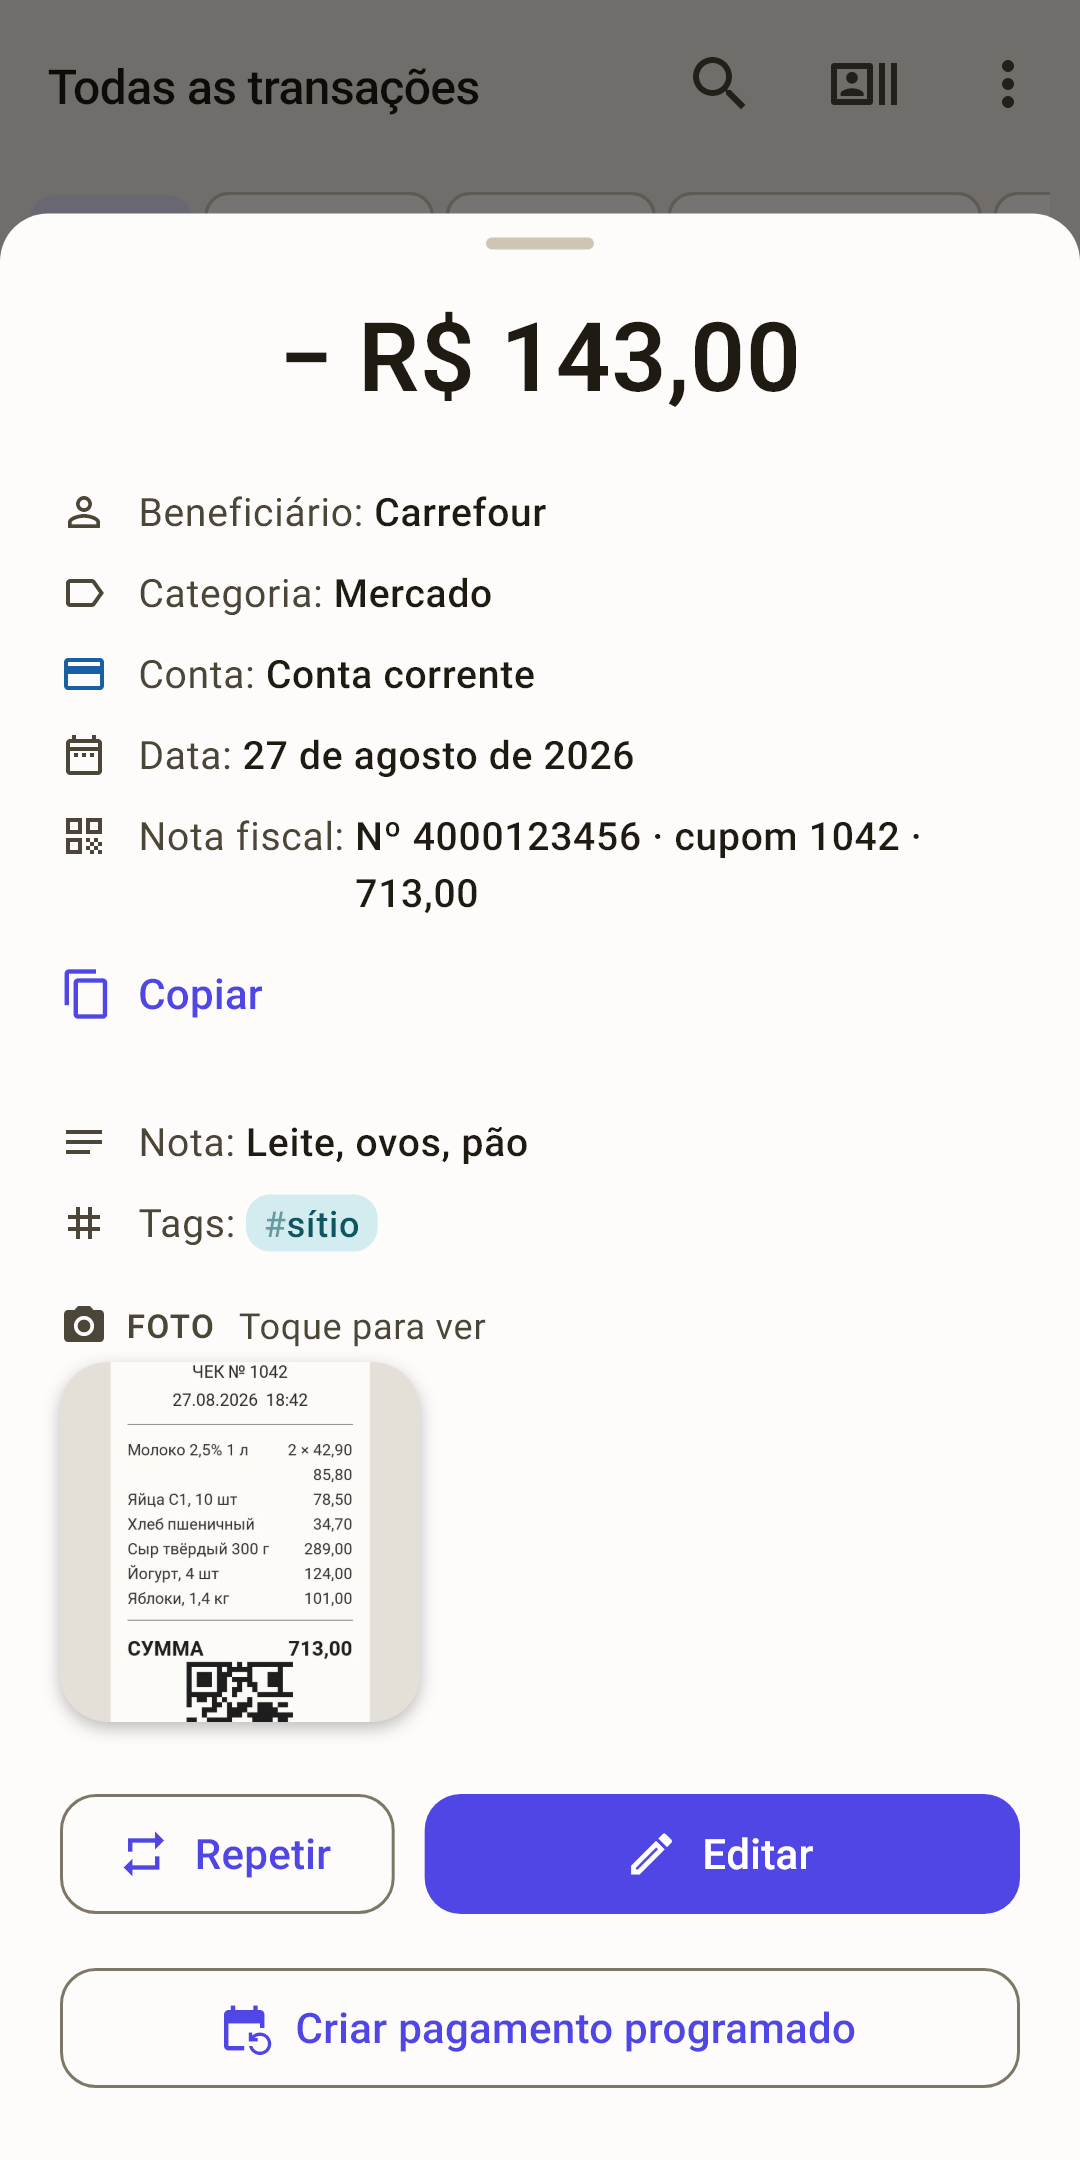 Todas as transações
– R$ 143,00
Beneficiário: Carrefour
Categoria: Mercado
Conta: Conta corrente
Data: 27 de agosto de 2026
Nota fiscal: Nº 4000123456 · cupom 1042 ·
713,00
Copiar
Nota: Leite, ovos, pão
Tags: #sítio
FOTO Toque para ver
ЧЕК № 1042
27.08.2026 18:42
Молоко 2,5% 1 л 2 × 42,90
85,80
Яйца С1, 10 шт 78,50
Хлеб пшеничный 34,70
Сыр твёрдый 300 г 289,00
Йогурт, 4 шт 124,00
Яблоки, 1,4 кг 101,00
СУММА 713,00
Repetir
Editar
Criar pagamento programado